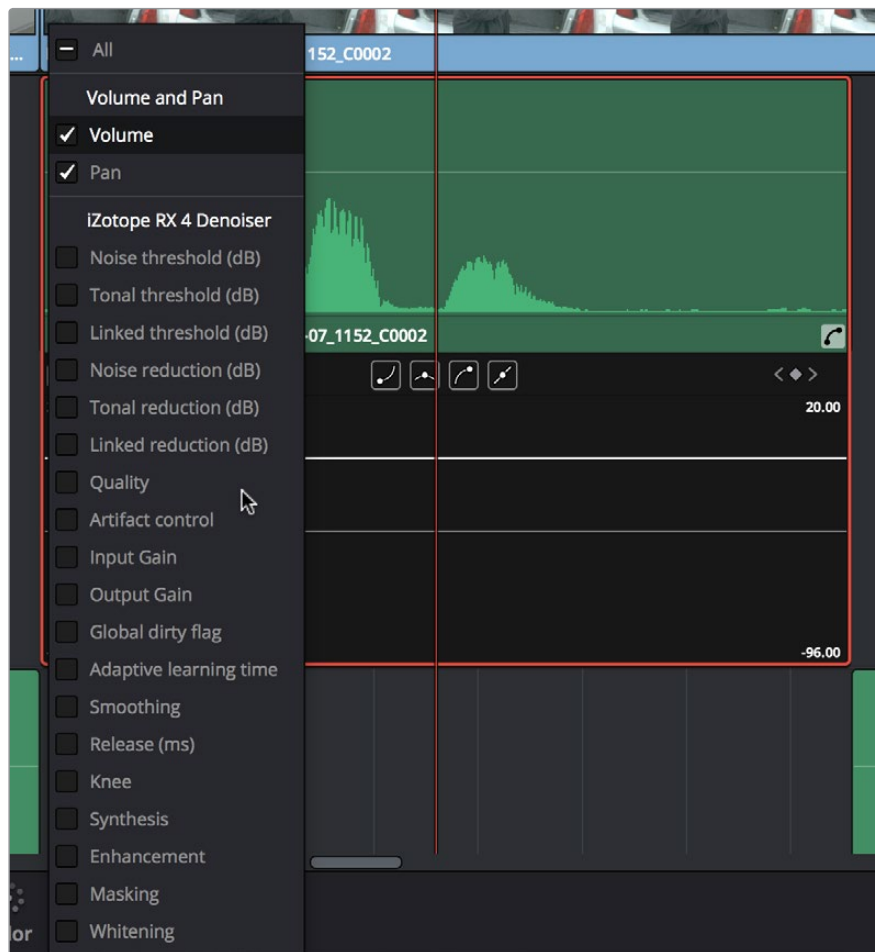 All
... 152_C0002
Volume and Pan
Volume
Pan
iZotope RX 4 Denoiser
Noise threshold (dB)
Tonal threshold (dB)
Linked threshold (dB)
-07_1152_C0002
Noise reduction (dB)
Tonal reduction (dB)
20.00
Linked reduction (dB)
Quality
Artifact control
Input Gain
Output Gain
Global dirty flag
-96.00
Adaptive learning time
Smoothing
Release (ms)
Knee
Synthesis
Enhancement
Masking
lor
Whitening